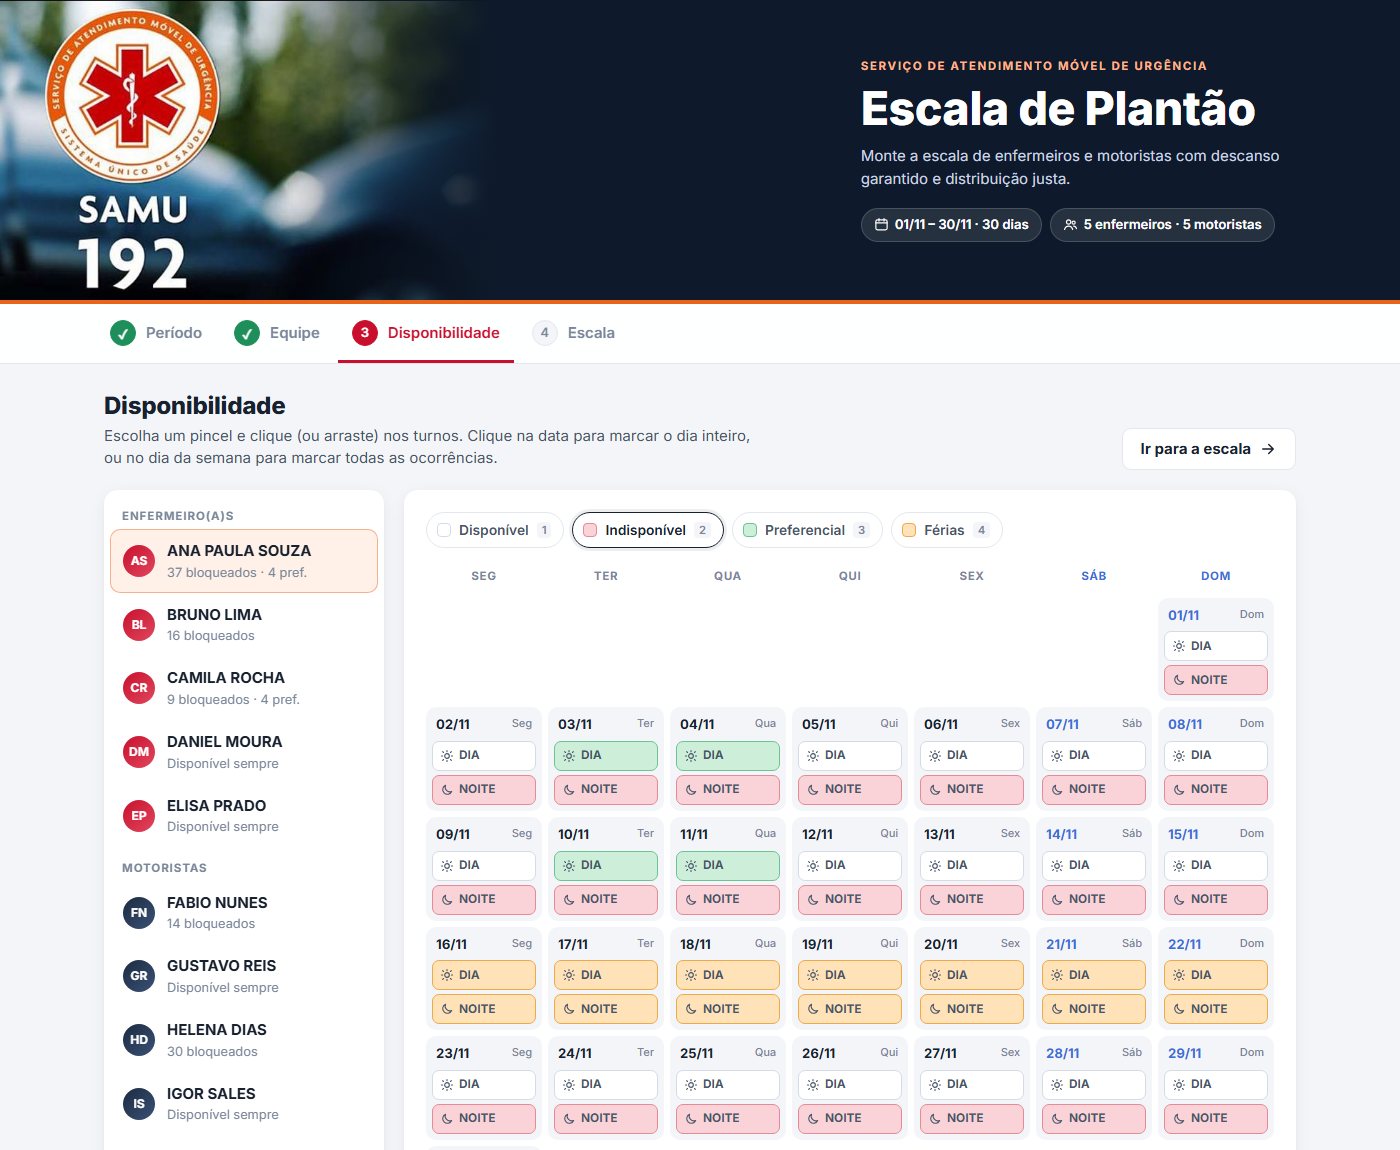 SERVIÇO DE ATENDIMENTO MÓVEL DE URGÊNCIA
SISTEMA ÚNICO DE SAÚDE
SAMU
192
SERVIÇO DE ATENDIMENTO MÓVEL DE URGÊNCIA
Escala de Plantão
Monte a escala de enfermeiros e motoristas com descanso
garantido e distribuição justa.
01/11 – 30/11 · 30 dias
5 enfermeiros · 5 motoristas
Período
Equipe
3 Disponibilidade
4 Escala
Disponibilidade
Escolha um pincel e clique (ou arraste) nos turnos. Clique na data para marcar o dia inteiro,
ou no dia da semana para marcar todas as ocorrências.
Ir para a escala →
ENFERMEIRO(A)S
AS ANA PAULA SOUZA
37 bloqueados · 4 pref.
BL BRUNO LIMA
16 bloqueados
CR CAMILA ROCHA
9 bloqueados · 4 pref.
DM DANIEL MOURA
Disponível sempre
EP ELISA PRADO
Disponível sempre
MOTORISTAS
FN FABIO NUNES
14 bloqueados
GR GUSTAVO REIS
Disponível sempre
HD HELENA DIAS
30 bloqueados
IS IGOR SALES
Disponível sempre
Disponível 1 Indisponível 2 Preferencial 3 Férias 4
SEG TER QUA QUI SEX SÁB DOM
01/11 Dom
DIA
NOITE
02/11 Seg 03/11 Ter 04/11 Qua 05/11 Qui 06/11 Sex 07/11 Sáb 08/11 Dom
DIA DIA DIA DIA DIA DIA DIA
NOITE NOITE NOITE NOITE NOITE NOITE NOITE
09/11 Seg 10/11 Ter 11/11 Qua 12/11 Qui 13/11 Sex 14/11 Sáb 15/11 Dom
DIA DIA DIA DIA DIA DIA DIA
NOITE NOITE NOITE NOITE NOITE NOITE NOITE
16/11 Seg 17/11 Ter 18/11 Qua 19/11 Qui 20/11 Sex 21/11 Sáb 22/11 Dom
DIA DIA DIA DIA DIA DIA DIA
NOITE NOITE NOITE NOITE NOITE NOITE NOITE
23/11 Seg 24/11 Ter 25/11 Qua 26/11 Qui 27/11 Sex 28/11 Sáb 29/11 Dom
DIA DIA DIA DIA DIA DIA DIA
NOITE NOITE NOITE NOITE NOITE NOITE NOITE